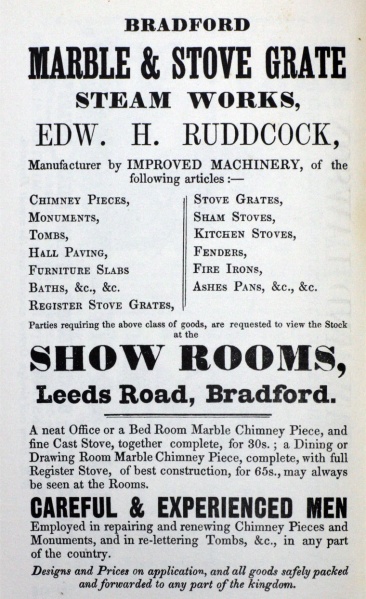 BRADFORD
MARBLE & STOVE GRATE
STEAM WORKS,
EDW. H. RUDDCOCK,
Manufacturer by IMPROVED MACHINERY, of the
following articles:—
CHIMNEY PIECES,
MONUMENTS,
TOMBS,
HALL PAVING,
FURNITURE SLABS
BATHS, &c., &c.
REGISTER STOVE GRATES,
STOVE GRATES,
SHAM STOVES,
KITCHEN STOVES,
FENDERS,
FIRE IRONS,
ASHES PANS, &c., &c.
Parties requiring the above class of goods, are requested to view the Stock
at the
SHOW ROOMS,
Leeds Road, Bradford.
A neat Office or a Bed Room Marble Chimney Piece, and
fine Cast Stove, together complete, for 30s.; a Dining or
Drawing Room Marble Chimney Piece, complete, with full
Register Stove, of best construction, for 65s., may always
be seen at the Rooms.
CAREFUL & EXPERIENCED MEN
Employed in repairing and renewing Chimney Pieces and
Monuments, and in re-lettering Tombs, &c., in any part
of the country.
Designs and Prices on application, and all goods safely packed
and forwarded to any part of the kingdom.